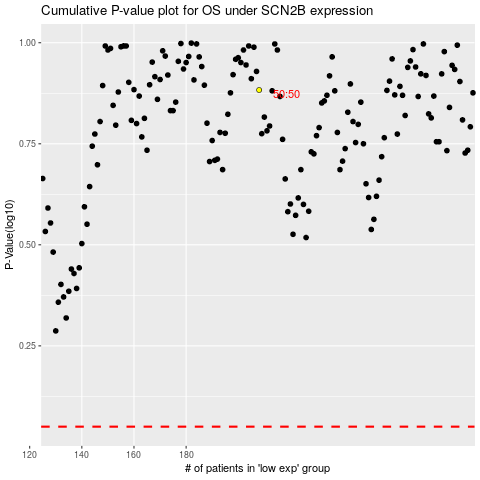 Cumulative P-value plot for OS under SCN2B expression
P-Value(log10)
1.00
0.75
0.50
0.25
50:50
120 140 160 180
# of patients in 'low exp' group